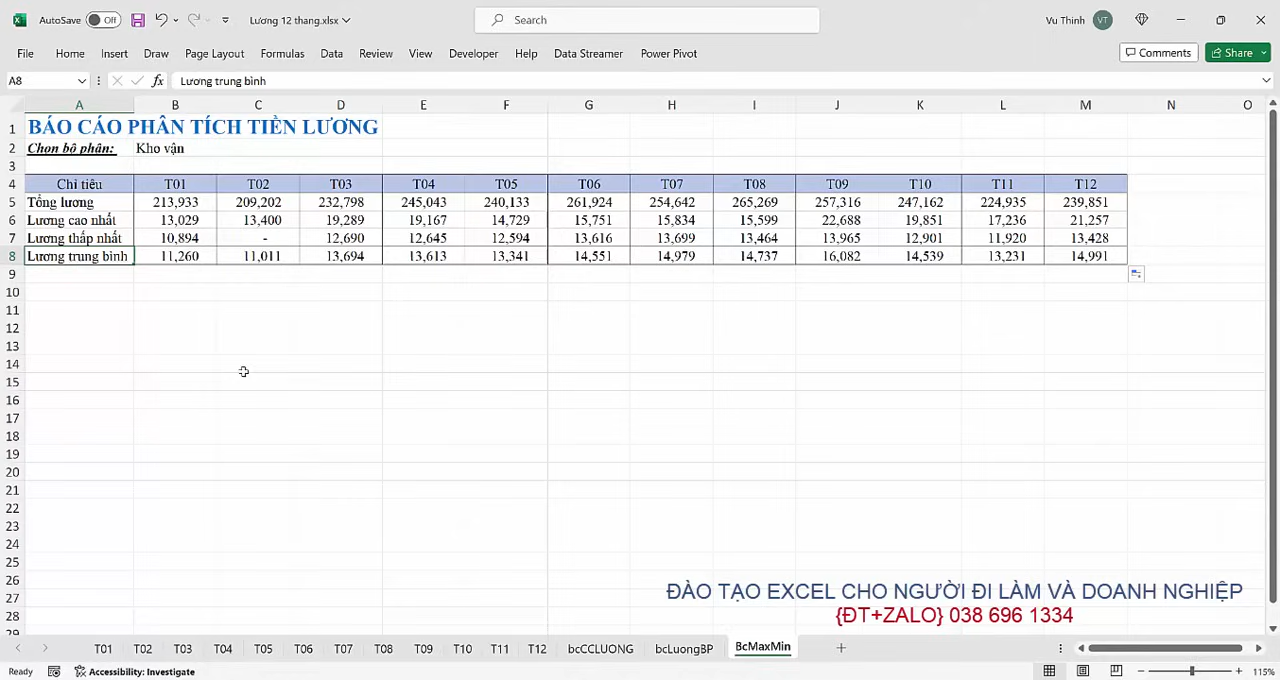 AutoSave Off Lương 12 thang.xlsx Search Vu Thinh VT
File Home Insert Draw Page Layout Formulas Data Review View Developer Help Data Streamer Power Pivot Comments Share
A8 fx Lương trung bình
A B C D E F G H I J K L M N O
1 BÁO CÁO PHÂN TÍCH TIỀN LƯƠNG
2 Chọn bộ phận: Kho vận
3
4 Chỉ tiêu T01 T02 T03 T04 T05 T06 T07 T08 T09 T10 T11 T12
5 Tổng lương 213,933 209,202 232,798 245,043 240,133 261,924 254,642 265,269 257,316 247,162 224,935 239,851
6 Lương cao nhất 13,029 13,400 19,289 19,167 14,729 15,751 15,834 15,599 22,688 19,851 17,236 21,257
7 Lương thấp nhất 10,894 - 12,690 12,645 12,594 13,616 13,699 13,464 13,965 12,901 11,920 13,428
8 Lương trung bình 11,260 11,011 13,694 13,613 13,341 14,551 14,979 14,737 16,082 14,539 13,231 14,991
9
10
11
12
13
14
15
16
17
18
19
20
21
22
23
24
25
26
27
28
29
ĐÀO TẠO EXCEL CHO NGƯỜI ĐI LÀM VÀ DOANH NGHIỆP
{ĐT+ZALO} 038 696 1334
T01 T02 T03 T04 T05 T06 T07 T08 T09 T10 T11 T12 bcCCLUONG bcLuongBP BcMaxMin
Ready Accessibility: Investigate 115%